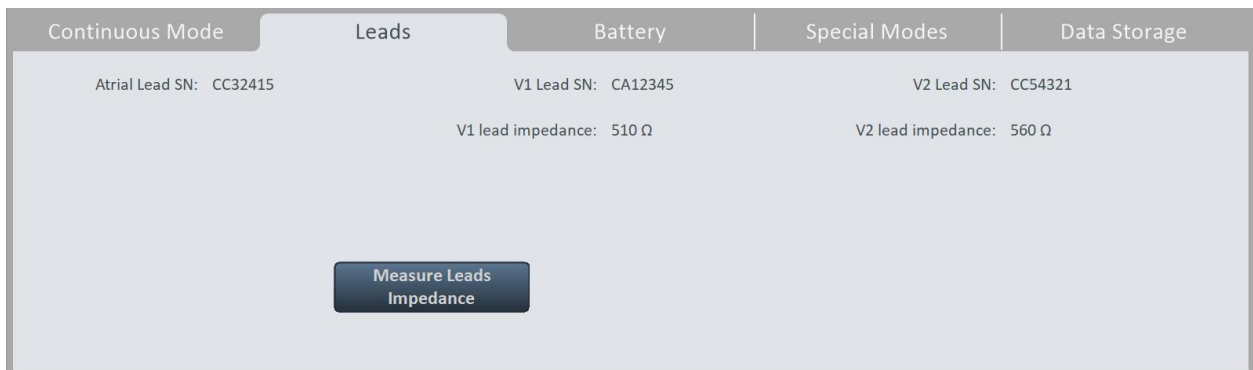 Continuous Mode Leads Battery Special Modes Data Storage
Atrial Lead SN: CC32415 V1 Lead SN: CA12345 V2 Lead SN: CC54321
V1 lead impedance: 510 Ω V2 lead impedance: 560 Ω
Measure Leads
Impedance